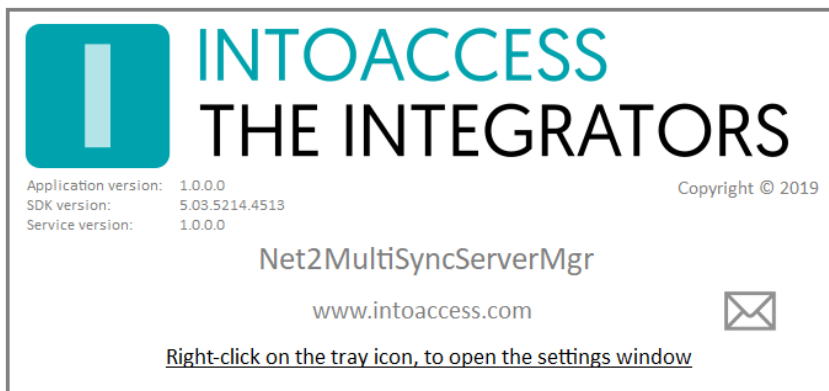 INTOACCESS
THE INTEGRATORS
Application version: 1.0.0.0
Copyright © 2019
SDK version: 5.03.5214.4513
Service version: 1.0.0.0
Net2MultiSyncServerMgr
www.intoaccess.com
Right-click on the tray icon, to open the settings window